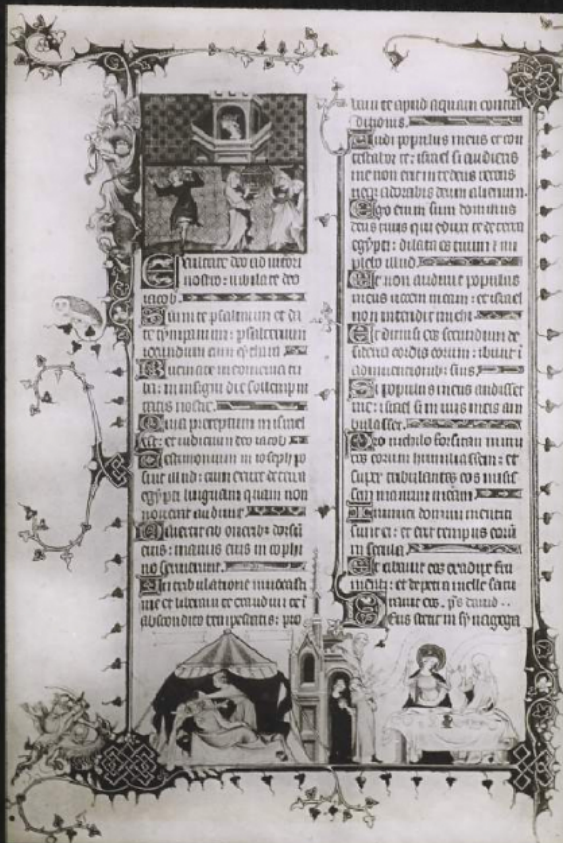 Exultate deo adiutori
nostro: iubilate deo
iacob.
Sumite psalmum et da
te tympanum: psalterium
iocundum cum cythara
Buccinate in neomenia tu
ba: in insigni die sollempni
tatis nostre.
Quia preceptum in israel
est: et iudicium deo iacob
Testimonium in ioseph po
suit illud: cum exiret de terra
egypti linguam quam non
noverat audivit.
Divertit ab onerib; dorsū
eius: manus eius in cophi
no servierunt.
In tribulatione invocasti
me et liberavi te exaudivi te ī
abscondito tempestatis: pro
bavi te apud aquam contra
dictionis.
Audi populus meus et con
testabor te: israel si audieris
me non erit in te deus recens
neq; adorabis deum alienum.
Ego enim sum dominus
deus tuus qui eduxi te de terra
egypti: dilata os tuum et im
plebo illud.
Et non audivit populus
meus vocem meam: et israel
non intendit michi
Et dimisi eos secundum de
sideria cordis eorum: ibunt ī
adinventionib; suis
Si populus meus audisset
me: israel si in viis meis am
bulasset.
Pro nichilo forsitan inimi
cos eorum humiliassem: et
super tribulantes eos misis
sem manum meam
Inimici domini mentiti
sunt ei: et erit tempus eorū
in secula
Et cibavit eos ex adipe fru
menti: et de petra melle satu
ravit eos. ps david.
Deus stetit in synagoga